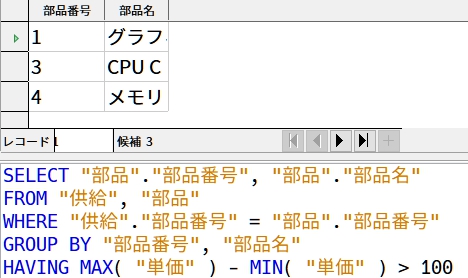 部品番号 部品名
1 グラフ
3 CPU C
4 メモリ
レコード 1 候補 3
SELECT "部品"."部品番号", "部品"."部品名"
FROM "供給", "部品"
WHERE "供給"."部品番号" = "部品"."部品番号"
GROUP BY "部品番号", "部品名"
HAVING MAX( "単価" ) - MIN( "単価" ) > 100